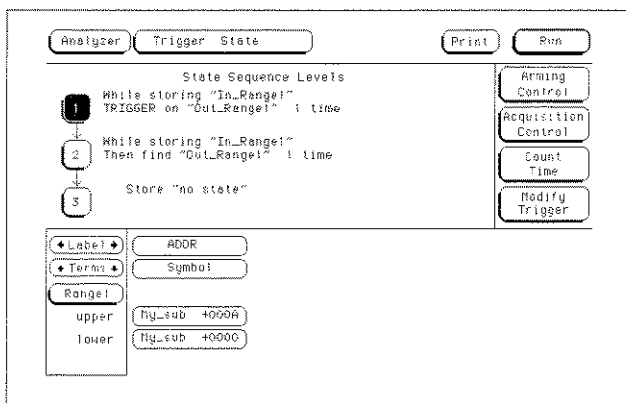 Analyzer Trigger State Print Run
State Sequence Levels
1 While storing "In_Range1"
TRIGGER on "Out_Range1" 1 time
2 While storing "In_Range1"
Then find "Out_Range1" 1 time
3 Store "no state"
Arming
Control
Acquisition
Control
Count
Time
Modify
Trigger
Label ADDR
Terms Symbol
Range1
upper My_sub +000A
lower My_sub +0000